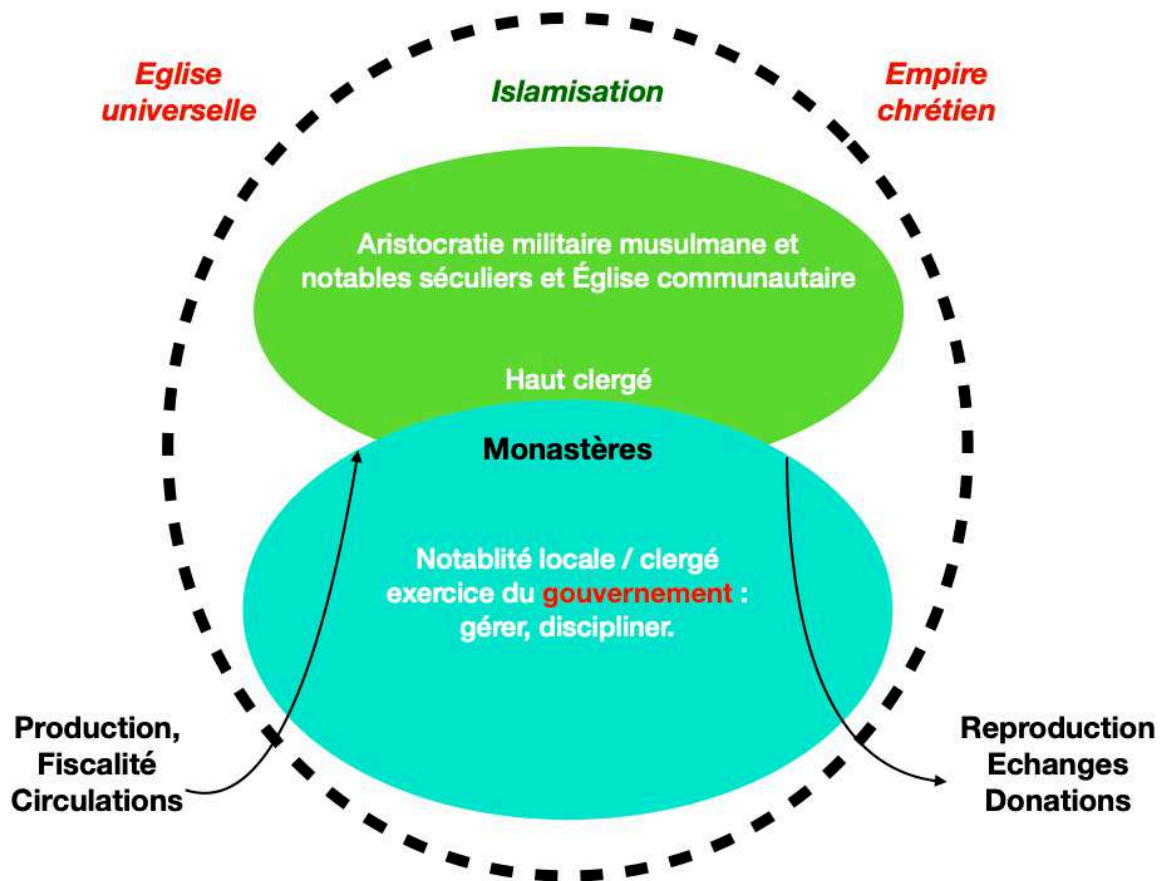 Eglise
universelle
Islamisation
Empire
chrétien
Aristocratie militaire musulmane et
notables séculiers et Église communautaire
Haut clergé
Monastères
Notablité locale / clergé
exercice du gouvernement :
gérer, discipliner.
Production,
Fiscalité
Circulations
Reproduction
Echanges
Donations